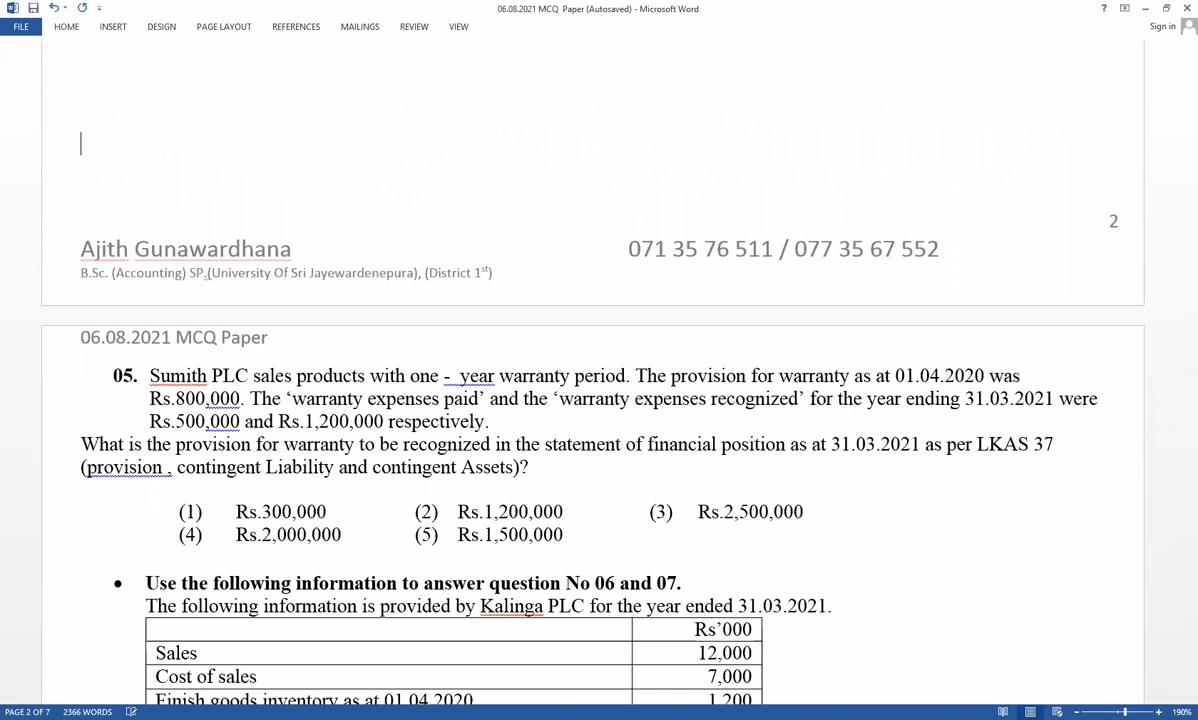 06.08.2021 MCQ Paper (Autosaved) - Microsoft Word
Sign in
FILE HOME INSERT DESIGN PAGE LAYOUT REFERENCES MAILINGS REVIEW VIEW
2
Ajith Gunawardhana 071 35 76 511 / 077 35 67 552
B.Sc. (Accounting) SP.(University Of Sri Jayewardenepura), (District 1st)
06.08.2021 MCQ Paper
05. Sumith PLC sales products with one - year warranty period. The provision for warranty as at 01.04.2020 was
Rs.800,000. The ‘warranty expenses paid’ and the ‘warranty expenses recognized’ for the year ending 31.03.2021 were
Rs.500,000 and Rs.1,200,000 respectively.
What is the provision for warranty to be recognized in the statement of financial position as at 31.03.2021 as per LKAS 37
(provision , contingent Liability and contingent Assets)?
(1) Rs.300,000 (2) Rs.1,200,000 (3) Rs.2,500,000
(4) Rs.2,000,000 (5) Rs.1,500,000
• Use the following information to answer question No 06 and 07.
The following information is provided by Kalinga PLC for the year ended 31.03.2021.
Rs’000
Sales 12,000
Cost of sales 7,000
Finish goods inventory as at 01.04.2020 1,200
PAGE 2 OF 7 2366 WORDS 190%